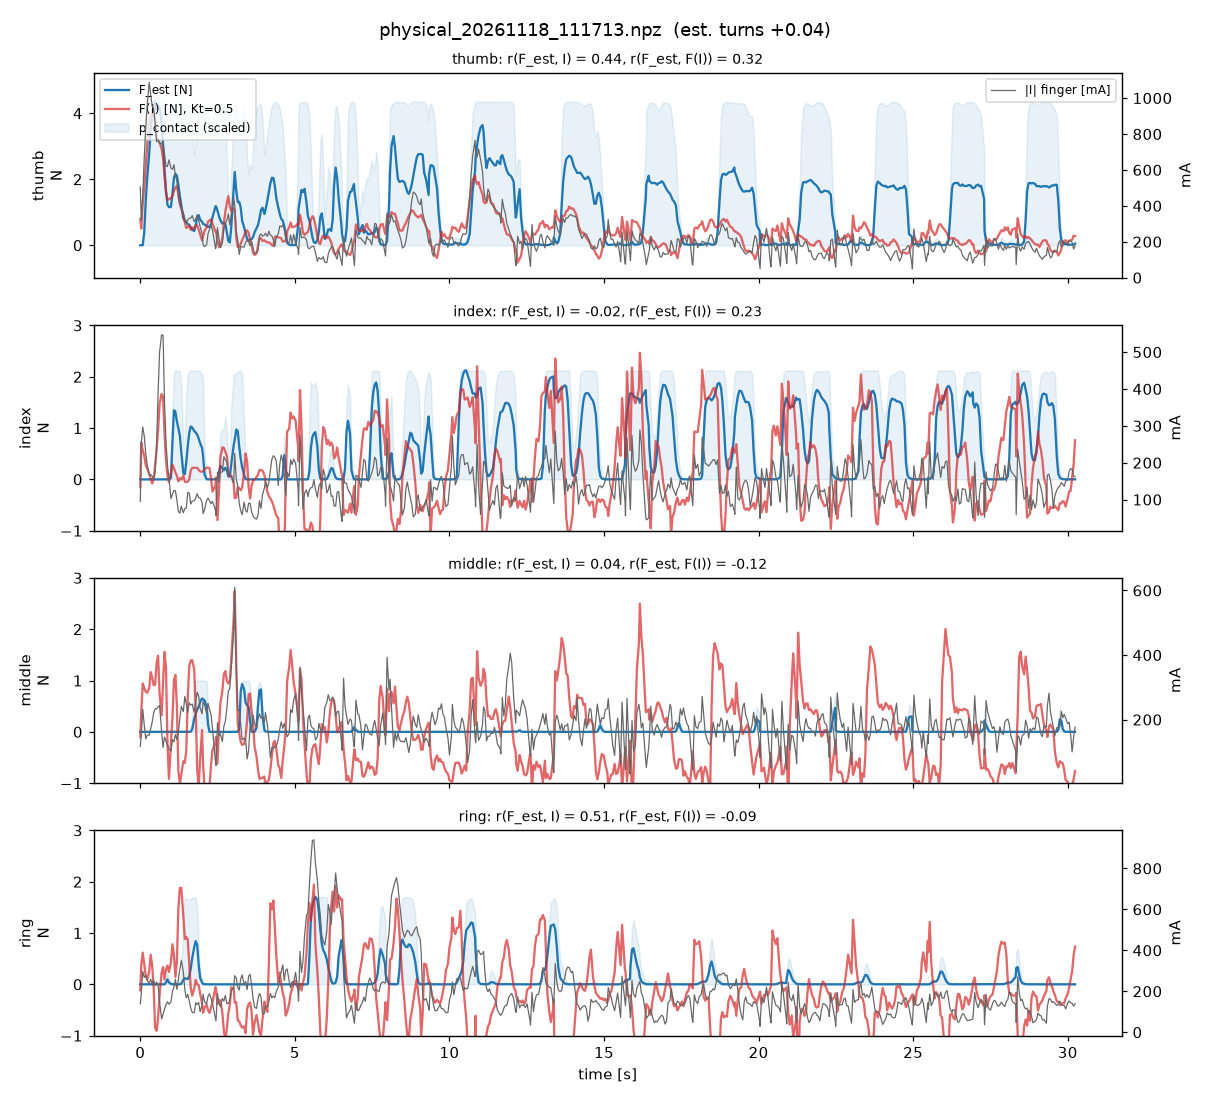 physical_20261118_111713.npz  (est. turns +0.04)
thumb: r(F_est, I) = 0.44, r(F_est, F(I)) = 0.32
F_est [N]
F(I) [N], Kt=0.5
p_contact (scaled)
|I| finger [mA]
thumb
N
4
2
0
1000
800
600
400
200
0
mA
index: r(F_est, I) = -0.02, r(F_est, F(I)) = 0.23
index
N
3
2
1
0
−1
500
400
300
200
100
mA
middle: r(F_est, I) = 0.04, r(F_est, F(I)) = -0.12
middle
N
3
2
1
0
−1
600
400
200
mA
ring: r(F_est, I) = 0.51, r(F_est, F(I)) = -0.09
ring
N
3
2
1
0
−1
800
600
400
200
0
mA
0 5 10 15 20 25 30
time [s]